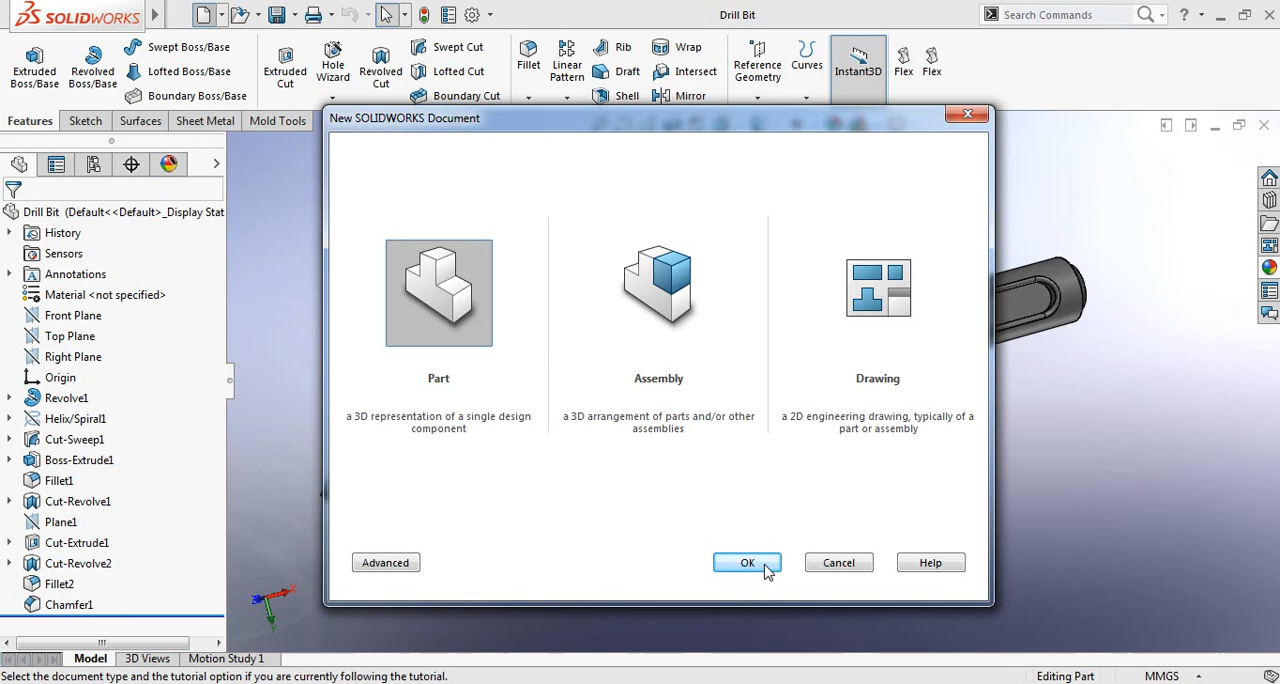 SOLIDWORKS
Drill Bit
Search Commands
?
Extruded Boss/Base
Revolved Boss/Base
Swept Boss/Base
Lofted Boss/Base
Boundary Boss/Base
Extruded Cut
Hole Wizard
Revolved Cut
Swept Cut
Lofted Cut
Boundary Cut
Fillet
Linear Pattern
Rib
Draft
Shell
Wrap
Intersect
Mirror
Reference Geometry
Curves
Instant3D
Flex
Flex
Features
Sketch
Surfaces
Sheet Metal
Mold Tools
Drill Bit (Default<<Default>_Display Stat
History
Sensors
Annotations
Material <not specified>
Front Plane
Top Plane
Right Plane
Origin
Revolve1
Helix/Spiral1
Cut-Sweep1
Boss-Extrude1
Fillet1
Cut-Revolve1
Plane1
Cut-Extrude1
Cut-Revolve2
Fillet2
Chamfer1
New SOLIDWORKS Document
Part
a 3D representation of a single design
component
Assembly
a 3D arrangement of parts and/or other
assemblies
Drawing
a 2D engineering drawing, typically of a
part or assembly
Advanced
OK
Cancel
Help
Model
3D Views
Motion Study 1
Select the document type and the tutorial option if you are currently following the tutorial.
Editing Part
MMGS